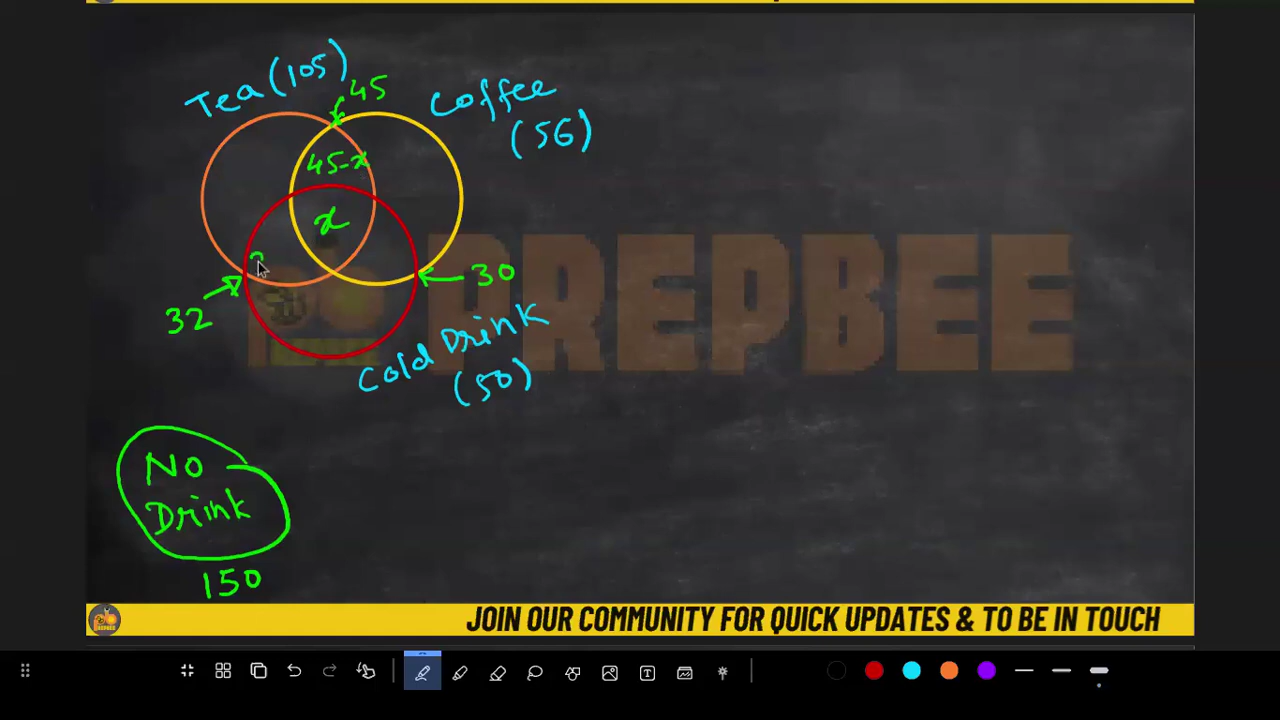 Tea (105)
45
Coffee
(56)
45-x
x
32
30
Cold Drink
(50)
PREPBEE
No
Drink
150
JOIN OUR COMMUNITY FOR QUICK UPDATES & TO BE IN TOUCH